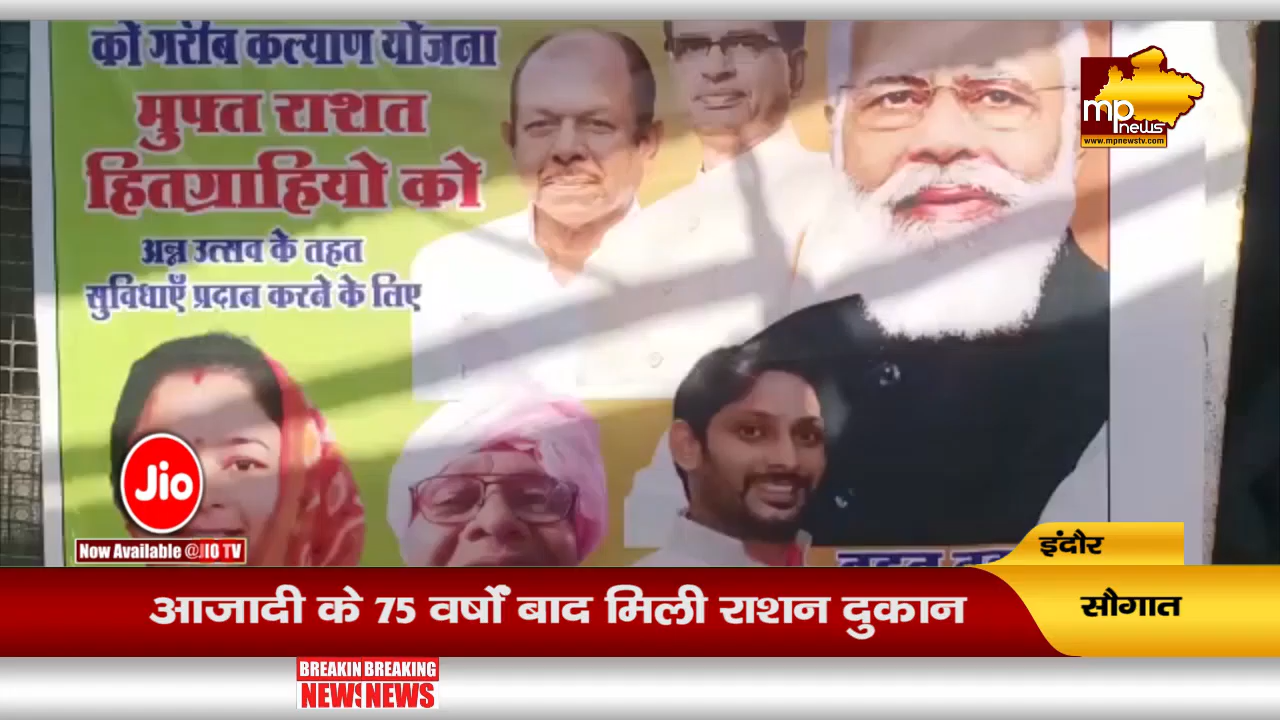 को गरीब कल्याण योजना
मुफ्त राशत
हितग्राहियो को
अन्न उत्सव के तहत
सुविधाएँ प्रदान करने के लिए
mp
news
www.mpnewstv.com
Jio
Now Available @JIO TV
इंदौर
आजादी के 75 वर्षों बाद मिली राशन दुकान
सौगात
BREAKIN BREAKING
NEWS NEWS